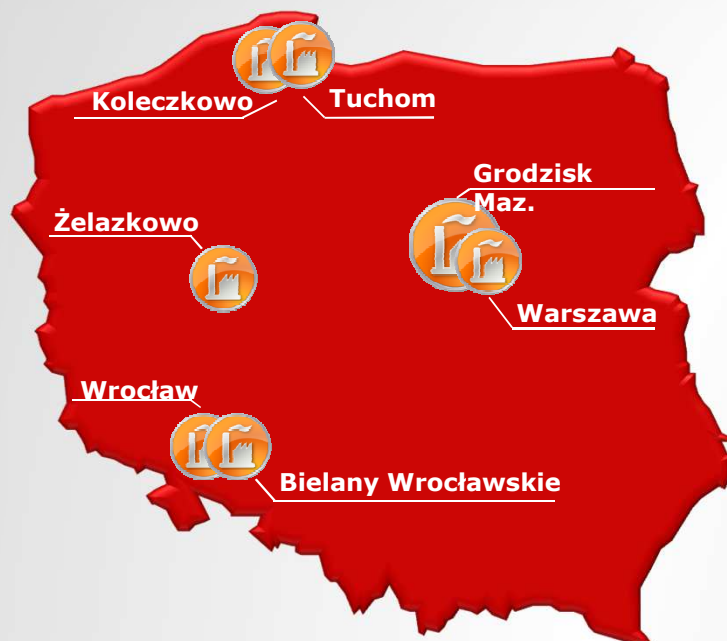 Koleczkowo
Tuchom
Grodzisk
Maz.
Żelazkowo
Warszawa
Wrocław
Bielany Wrocławskie